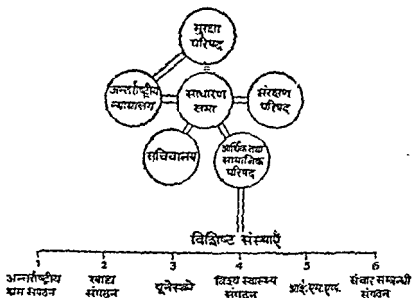 सुरक्षा
परिषद्
अन्तर्राष्ट्रीय
न्यायालय
साधारण
सभा
संरक्षण
परिषद्
सचिवालय
आर्थिक तथा
सामाजिक
परिषद्
विशिष्ट संस्थाएँ
1 2 3 4 5 6
अन्तर्राष्ट्रीय
श्रम संगठन
खाद्य
संगठन
यूनेस्को
विश्व स्वास्थ्य
संगठन
आई.एम.एफ.
संचार सम्बन्धी
संगठन